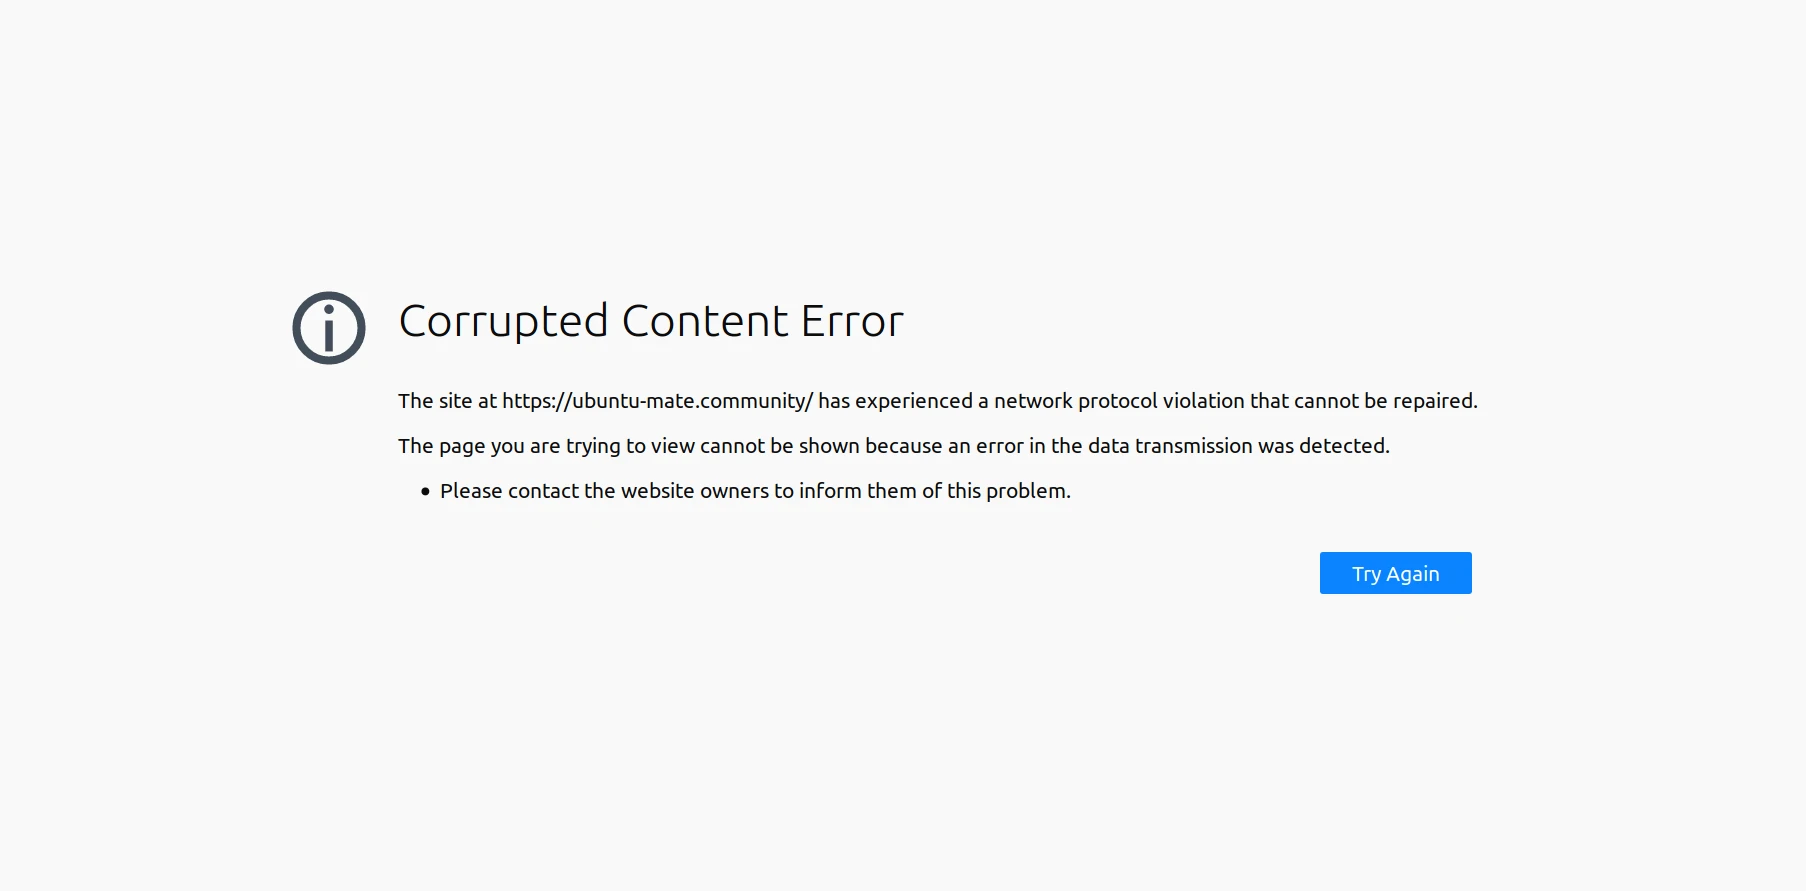 Corrupted Content Error
The site at https://ubuntu-mate.community/ has experienced a network protocol violation that cannot be repaired.
The page you are trying to view cannot be shown because an error in the data transmission was detected.
• Please contact the website owners to inform them of this problem.
Try Again